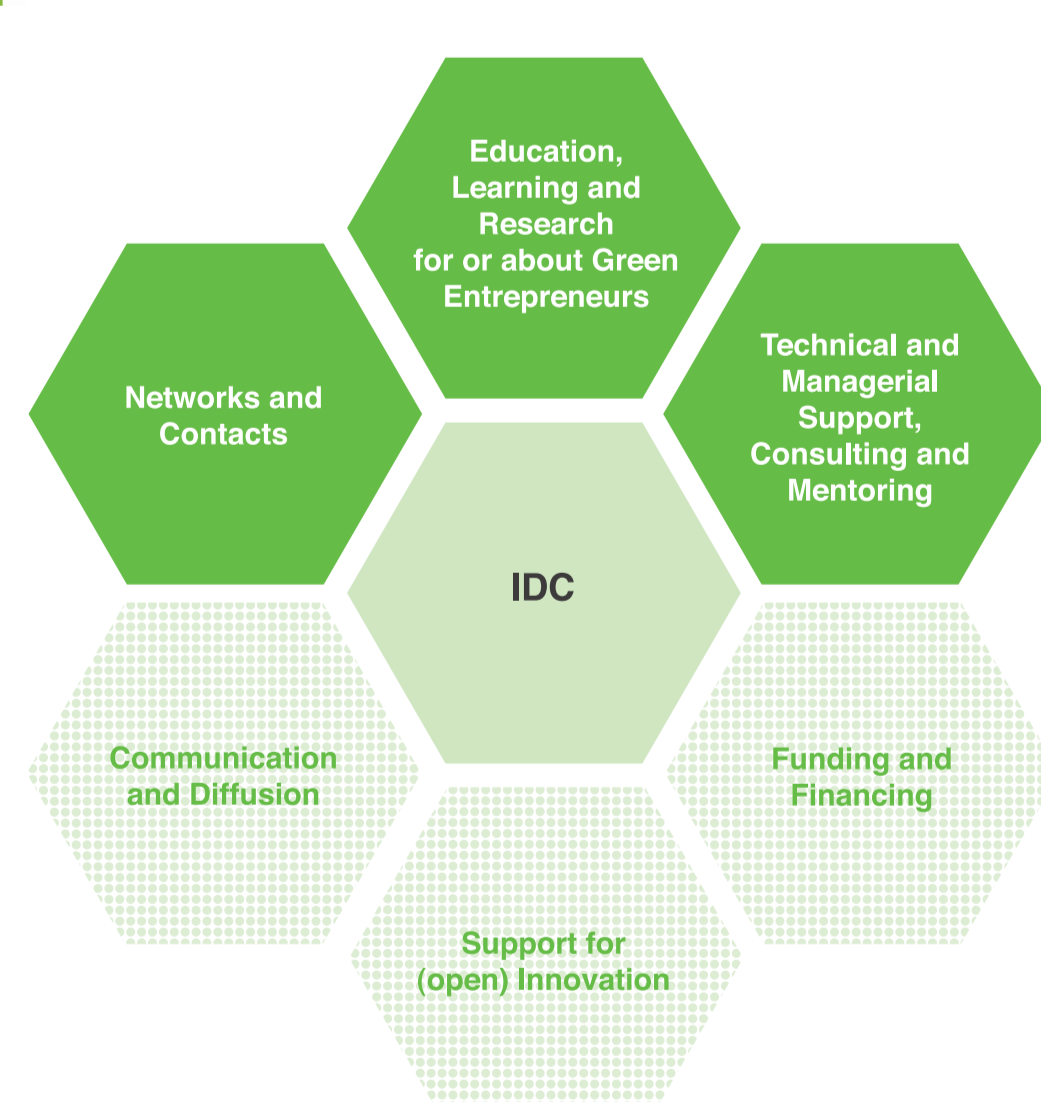 Education,
Learning and
Research
for or about Green
Entrepreneurs
Networks and
Contacts
Technical and
Managerial
Support,
Consulting and
Mentoring
IDC
Communication
and Diffusion
Funding and
Financing
Support for
(open) Innovation